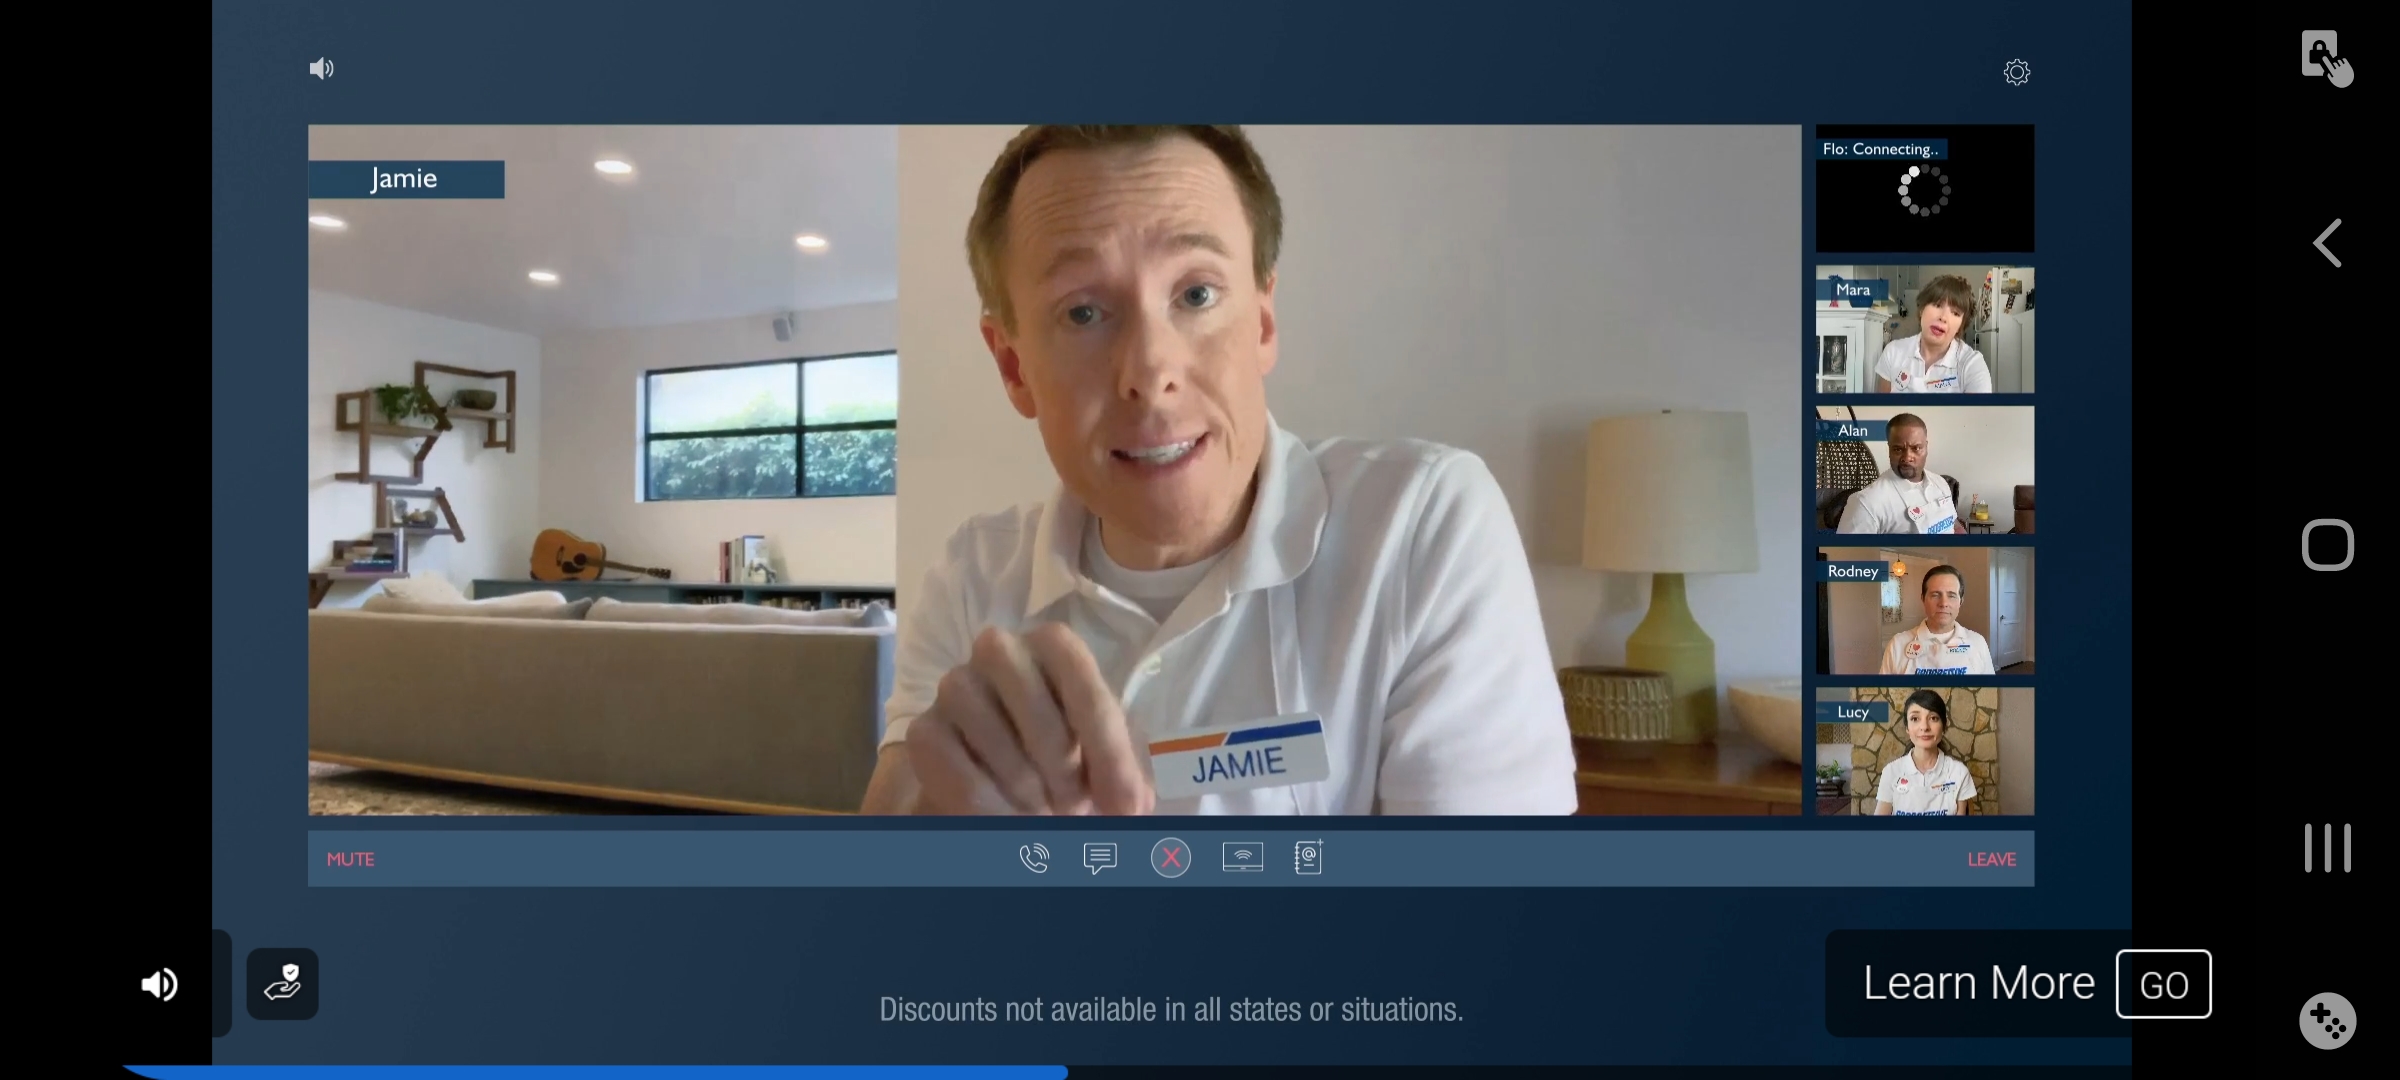 Jamie
Flo: Connecting..
Mara
Alan
Rodney
Lucy
JAMIE
PROGRESSIVE
MUTE
LEAVE
Learn More GO
Discounts not available in all states or situations.